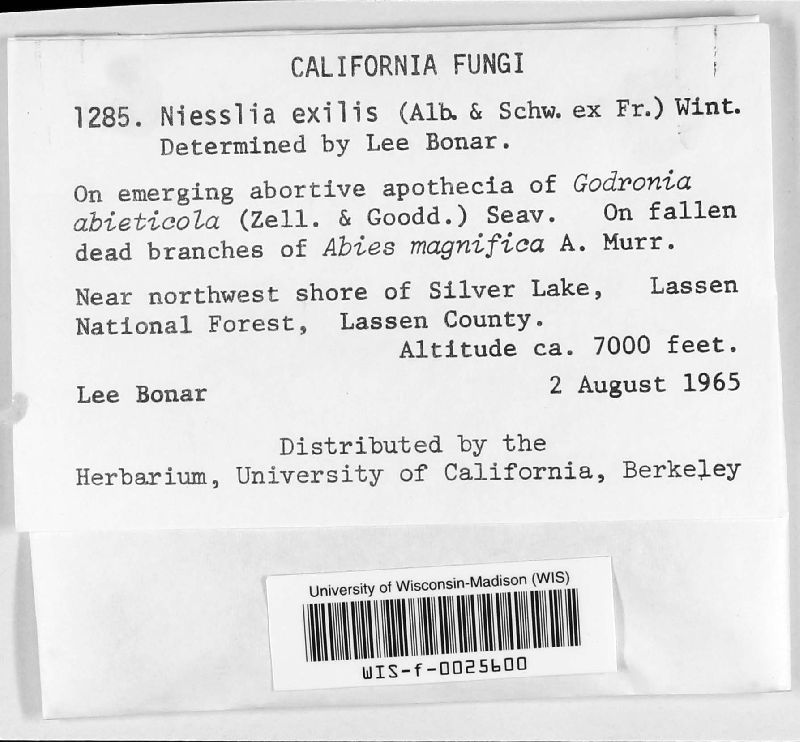 CALIFORNIA FUNGI
1285. Niesslia exilis (Alb. & Schw. ex Fr.) Wint.
Determined by Lee Bonar.
On emerging abortive apothecia of Godronia
abieticola (Zell. & Goodd.) Seav. On fallen
dead branches of Abies magnifica A. Murr.
Near northwest shore of Silver Lake, Lassen
National Forest, Lassen County.
Altitude ca. 7000 feet.
Lee Bonar 2 August 1965
Distributed by the
Herbarium, University of California, Berkeley
University of Wisconsin-Madison (WIS)
WIS-f-0025600